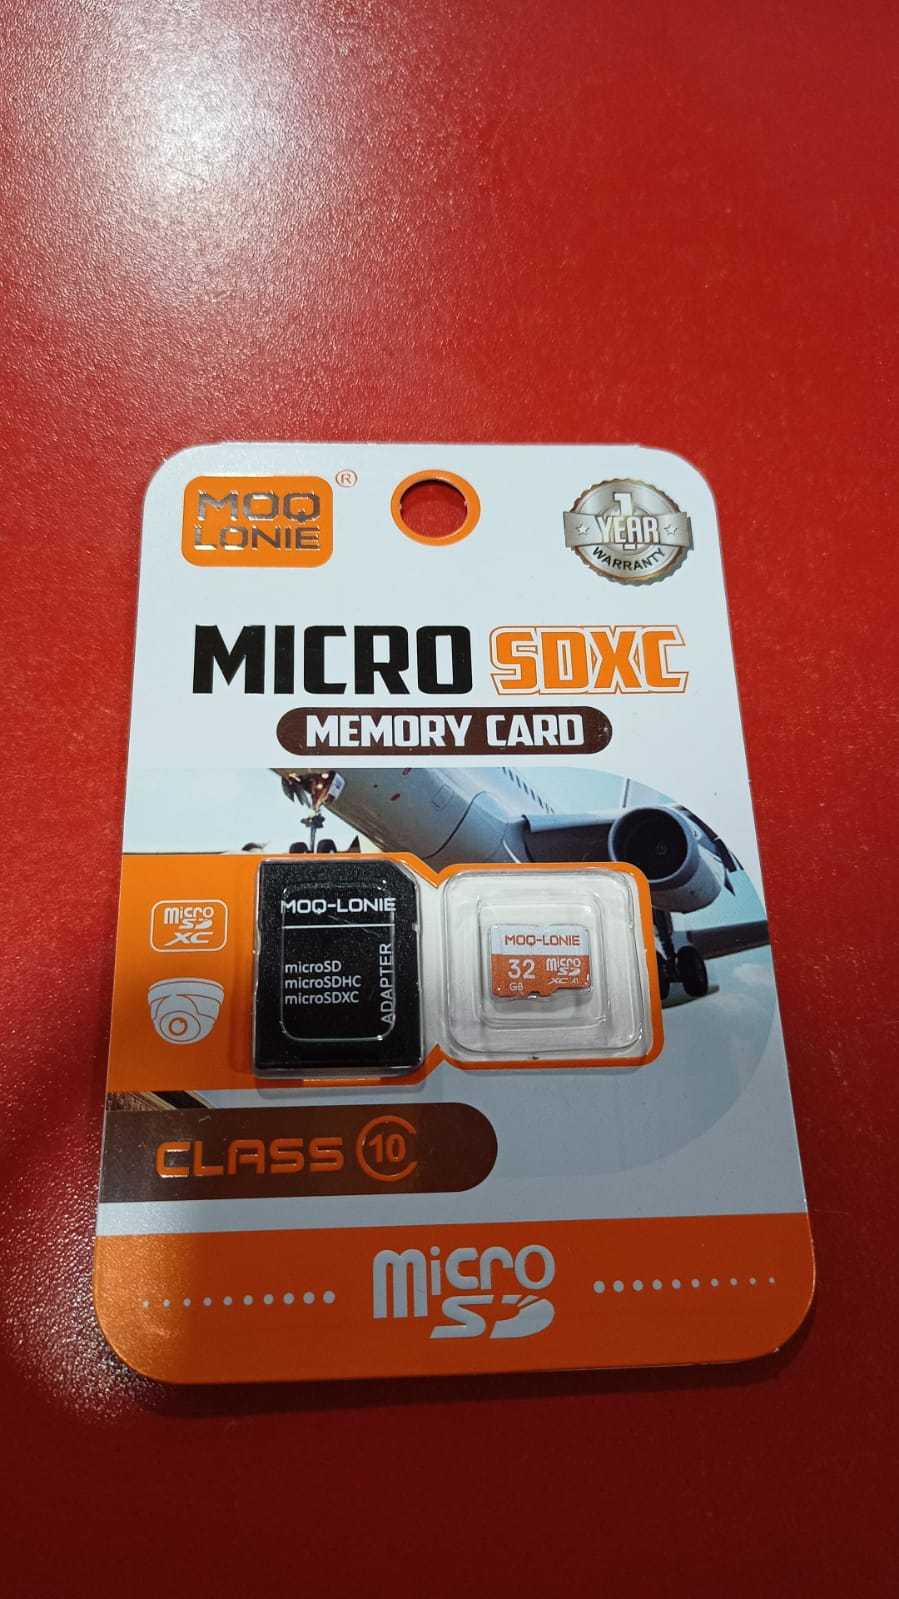 MOQ
LONIE
®
1
YEAR
WARRANTY
MICRO SDXC
MEMORY CARD
micro
SD
XC
MOQ-LONIE
microSD
microSDHC
microSDXC
ADAPTER
MOQ-LONIE
32
GB
micro
SD
XC A1
CLASS 10
micro
SD